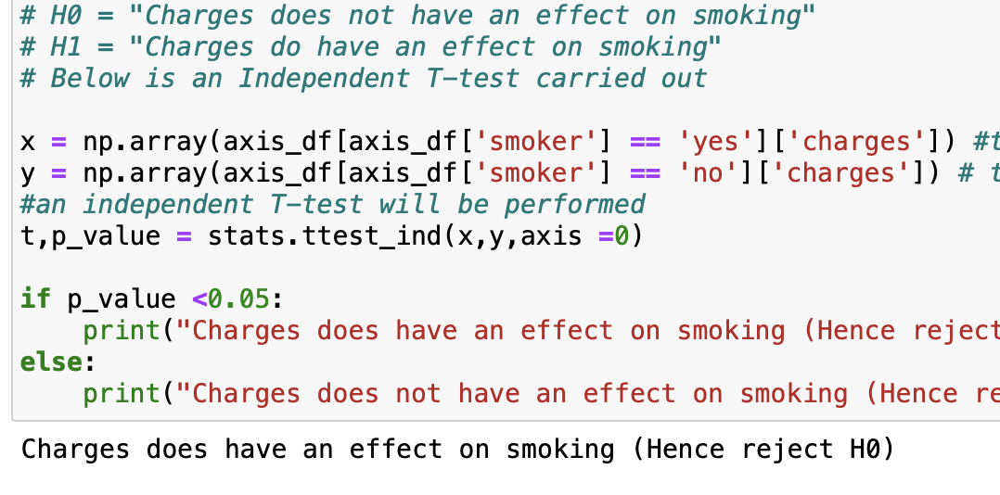 # H0 = "Charges does not have an effect on smoking"
# H1 = "Charges do have an effect on smoking"
# Below is an Independent T-test carried out
x = np.array(axis_df[axis_df['smoker'] == 'yes']['charges']) #t
y = np.array(axis_df[axis_df['smoker'] == 'no']['charges']) # t
#an independent T-test will be performed
t,p_value = stats.ttest_ind(x,y,axis =0)
if p_value <0.05:
    print("Charges does have an effect on smoking (Hence reject
else:
    print("Charges does not have an effect on smoking (Hence re
Charges does have an effect on smoking (Hence reject H0)